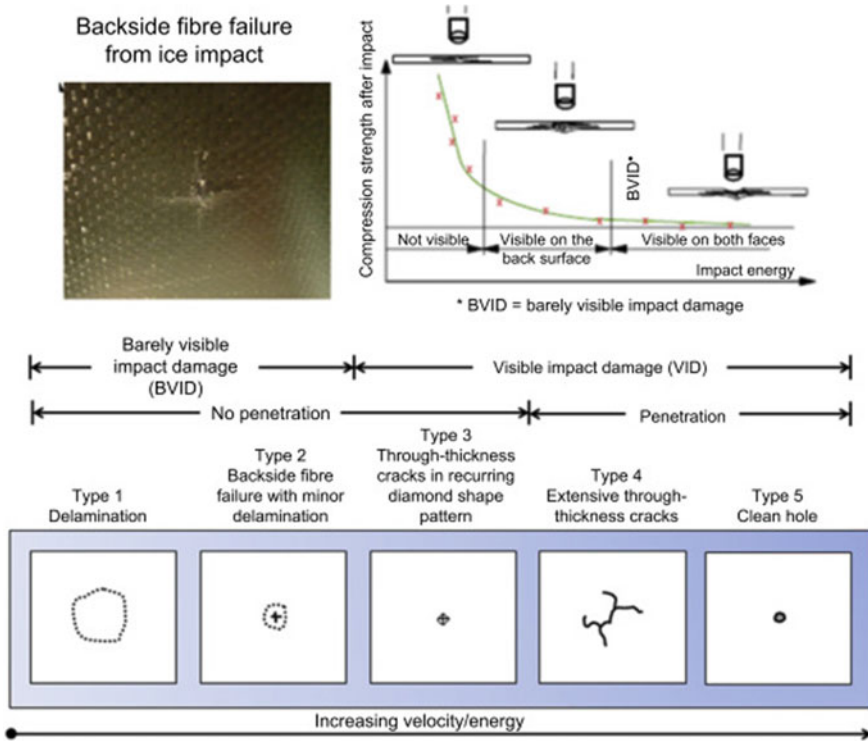 Backside fibre failure
from ice impact
Compression strength after impact
BVID*
Not visible
Visible on the
back surface
Visible on both faces
Impact energy
* BVID = barely visible impact damage
Barely visible
impact damage
(BVID)
Visible impact damage (VID)
No penetration
Penetration
Type 1
Delamination
Type 2
Backside fibre
failure with minor
delamination
Type 3
Through-thickness
cracks in recurring
diamond shape
pattern
Type 4
Extensive through-
thickness cracks
Type 5
Clean hole
Increasing velocity/energy